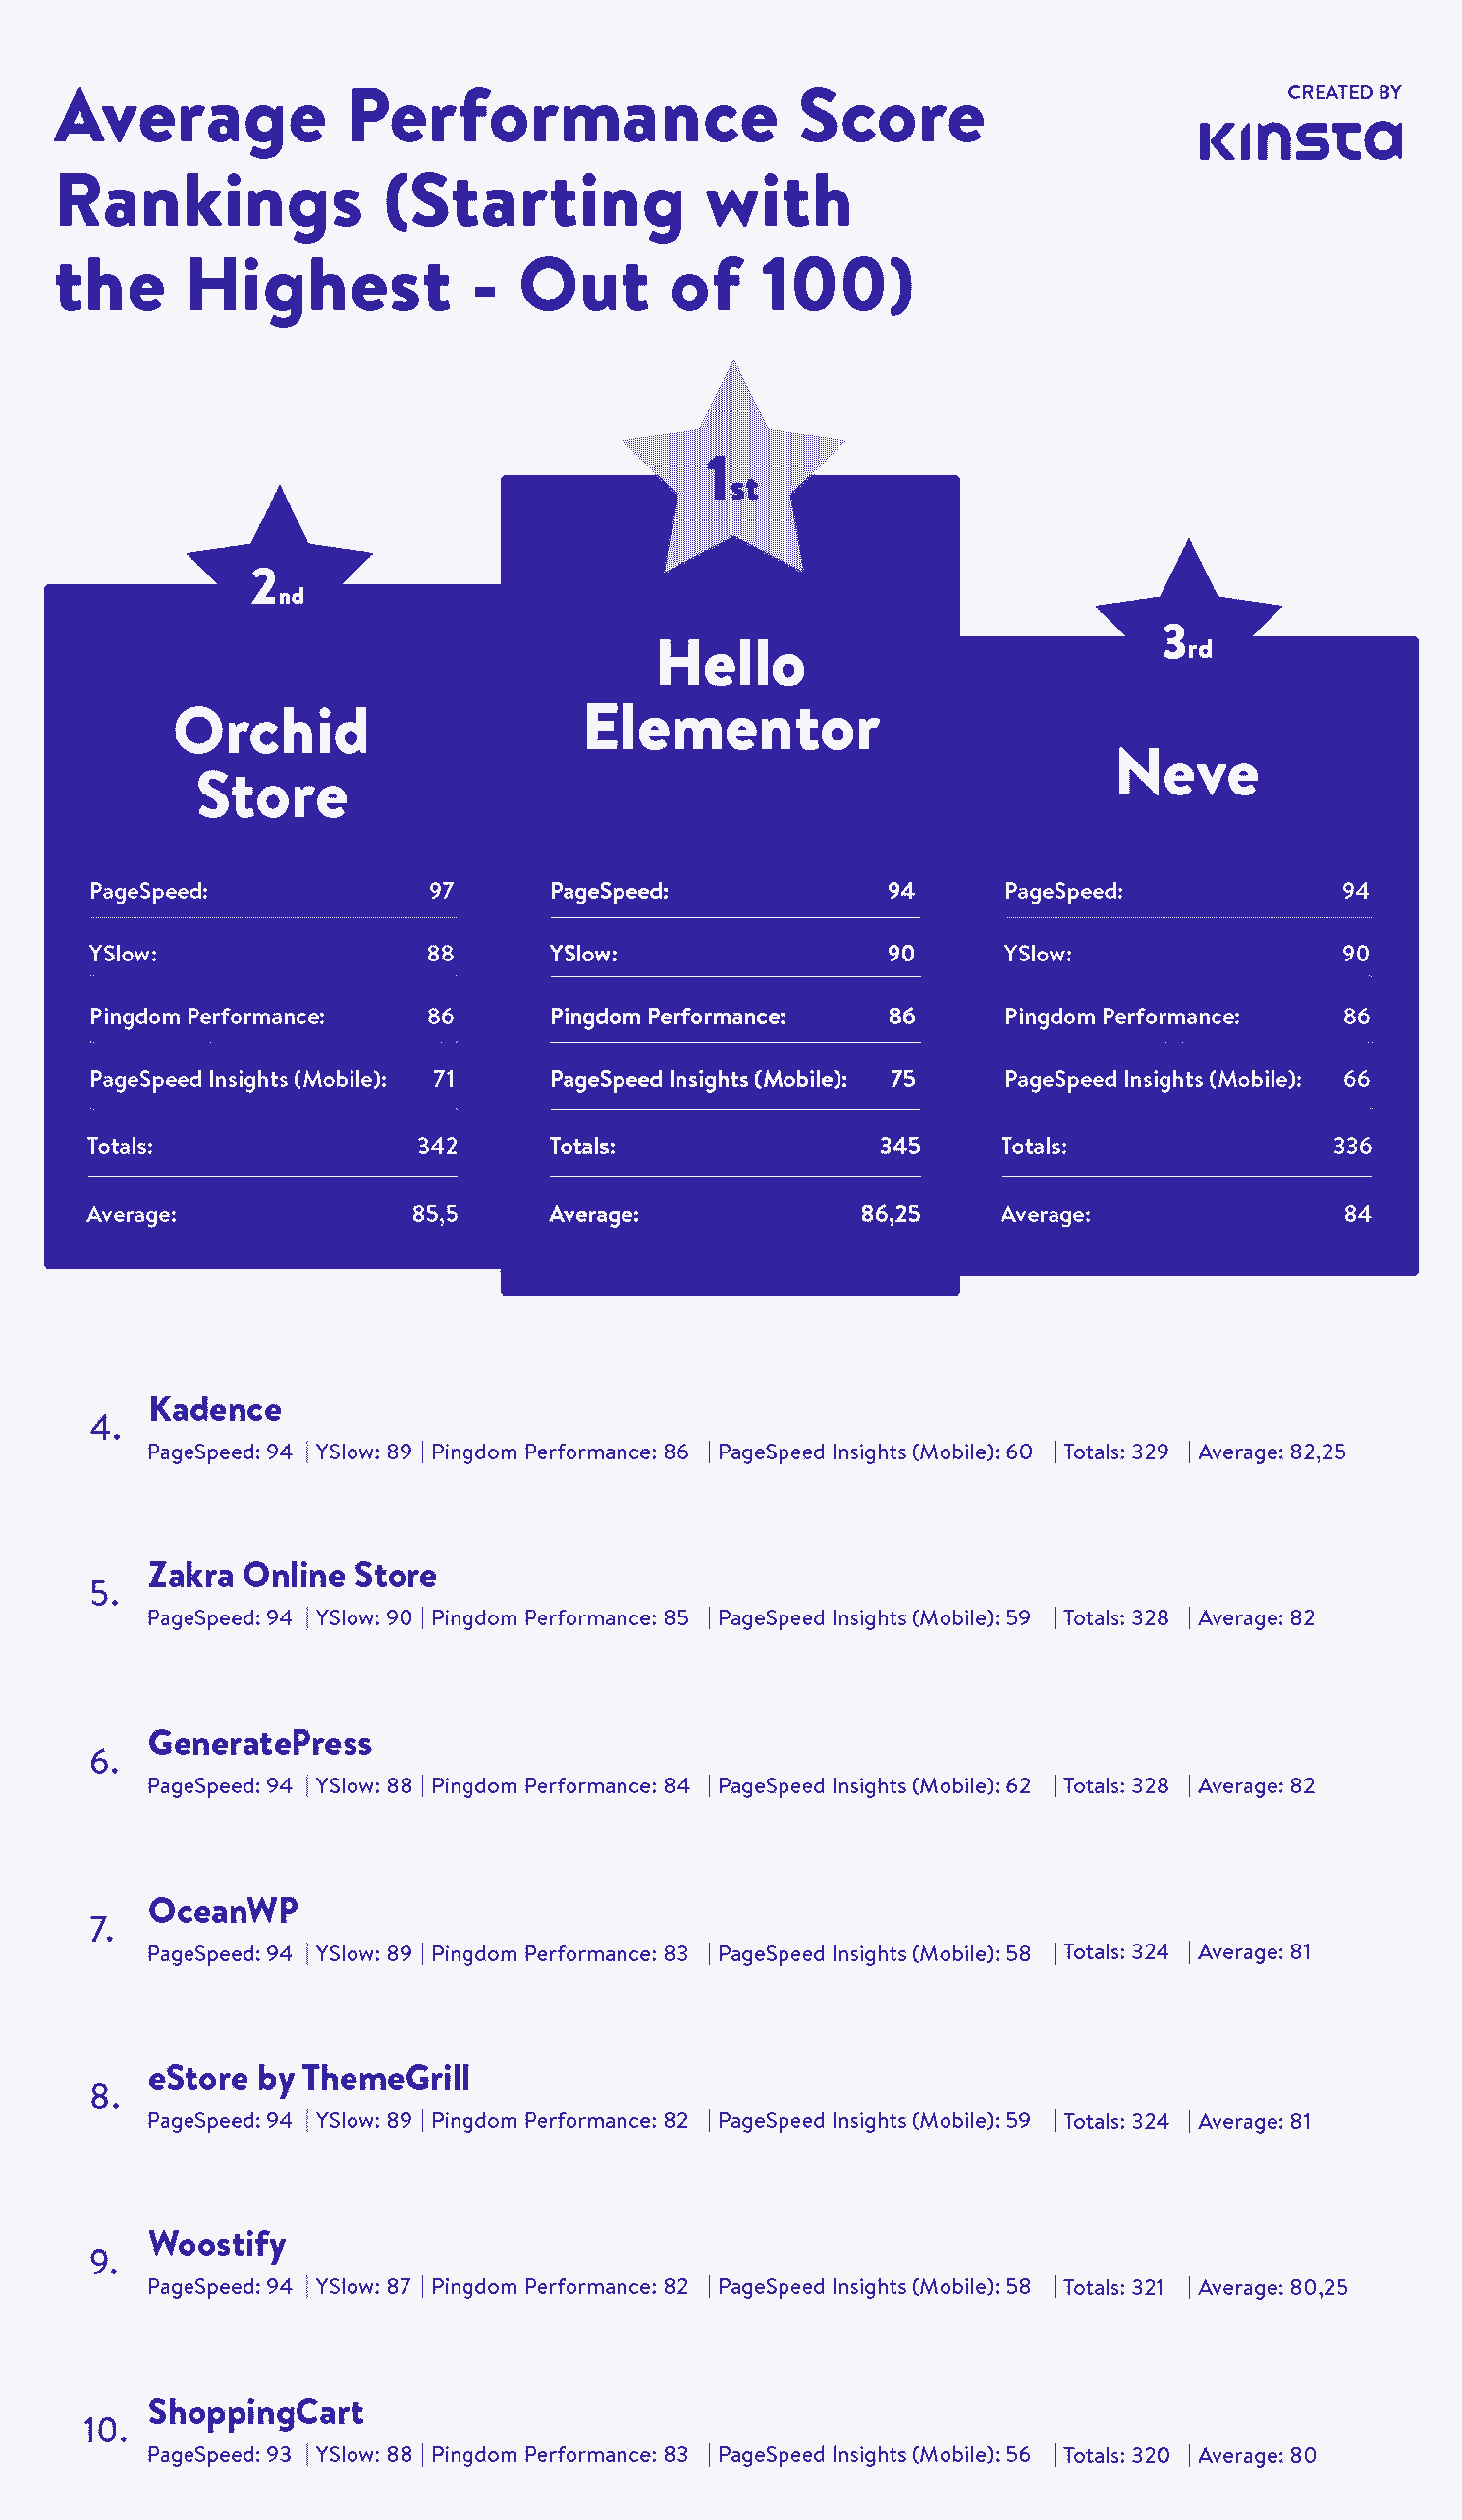 Average Performance Score
Rankings (Starting with
the Highest - Out of 100)
CREATED BY
Kinsta
2nd
Orchid
Store
PageSpeed: 97
YSlow: 88
Pingdom Performance: 86
PageSpeed Insights (Mobile): 71
Totals: 342
Average: 85,5
1st
Hello
Elementor
PageSpeed: 94
YSlow: 90
Pingdom Performance: 86
PageSpeed Insights (Mobile): 75
Totals: 345
Average: 86,25
3rd
Neve
PageSpeed: 94
YSlow: 90
Pingdom Performance: 86
PageSpeed Insights (Mobile): 66
Totals: 336
Average: 84
4. Kadence
PageSpeed: 94 | YSlow: 89 | Pingdom Performance: 86 | PageSpeed Insights (Mobile): 60 | Totals: 329 | Average: 82,25
5. Zakra Online Store
PageSpeed: 94 | YSlow: 90 | Pingdom Performance: 85 | PageSpeed Insights (Mobile): 59 | Totals: 328 | Average: 82
6. GeneratePress
PageSpeed: 94 | YSlow: 88 | Pingdom Performance: 84 | PageSpeed Insights (Mobile): 62 | Totals: 328 | Average: 82
7. OceanWP
PageSpeed: 94 | YSlow: 89 | Pingdom Performance: 83 | PageSpeed Insights (Mobile): 58 | Totals: 324 | Average: 81
8. eStore by ThemeGrill
PageSpeed: 94 | YSlow: 89 | Pingdom Performance: 82 | PageSpeed Insights (Mobile): 59 | Totals: 324 | Average: 81
9. Woostify
PageSpeed: 94 | YSlow: 87 | Pingdom Performance: 82 | PageSpeed Insights (Mobile): 58 | Totals: 321 | Average: 80,25
10. ShoppingCart
PageSpeed: 93 | YSlow: 88 | Pingdom Performance: 83 | PageSpeed Insights (Mobile): 56 | Totals: 320 | Average: 80